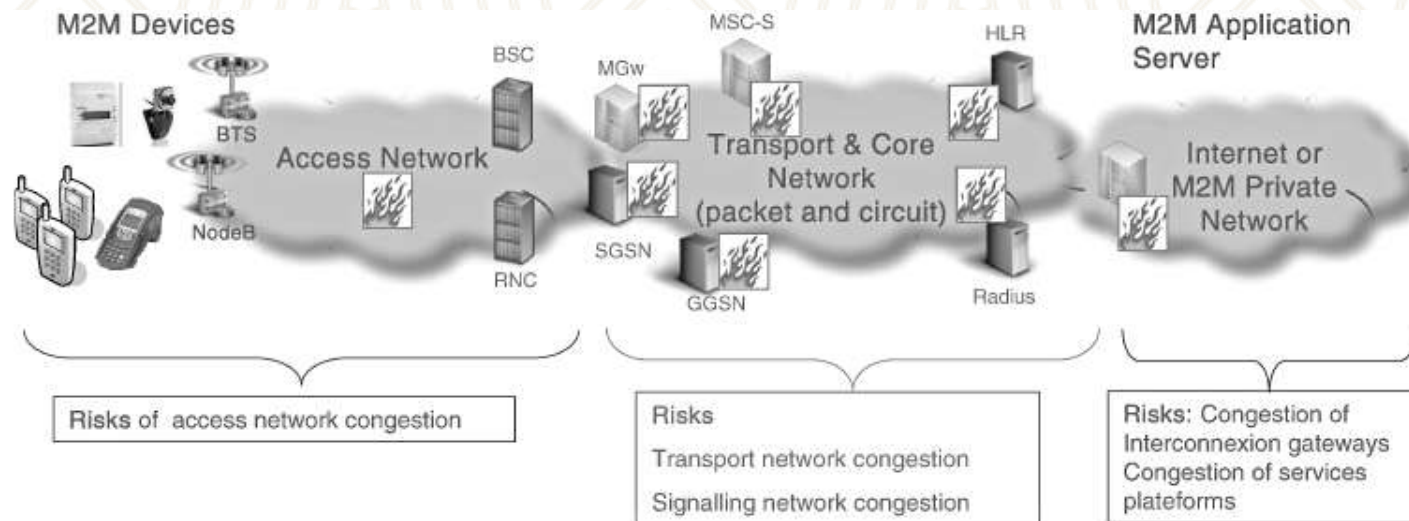 M2M Devices
MSC-S
HLR
M2M Application
Server
BSC
MGw
BTS
Access Network
Transport & Core
Network
(packet and circuit)
Internet or
M2M Private
Network
NodeB
RNC
SGSN
GGSN
Radius
Risks of access network congestion
Risks
Transport network congestion
Signalling network congestion
Risks: Congestion of
Interconnexion gateways
Congestion of services
plateforms